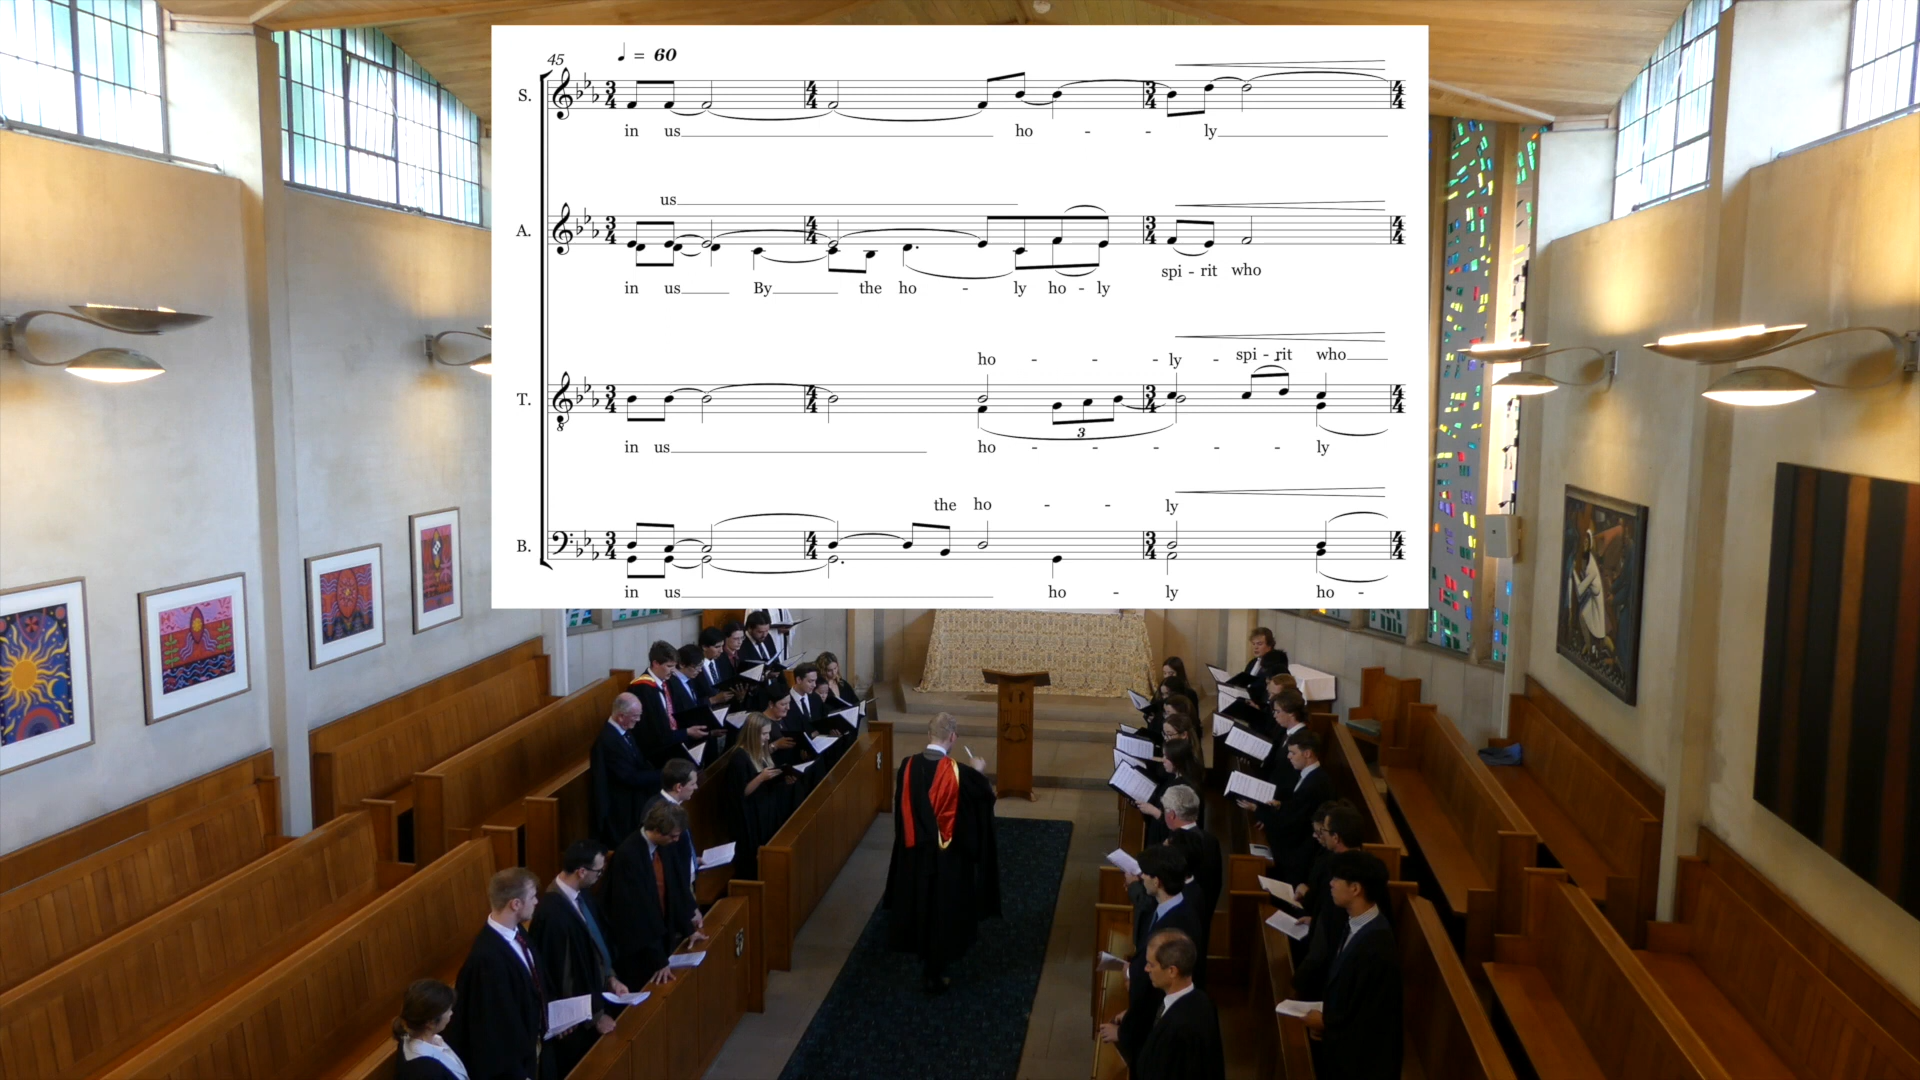 45 ♩ = 60
S.
in us ho - - ly
us
A.
in us By the ho - ly ho - ly spi - rit who
ho - - - ly - spi - rit who
T.
3
in us ho - - - - - ly
the ho - - ly
B.
in us ho - ly ho -